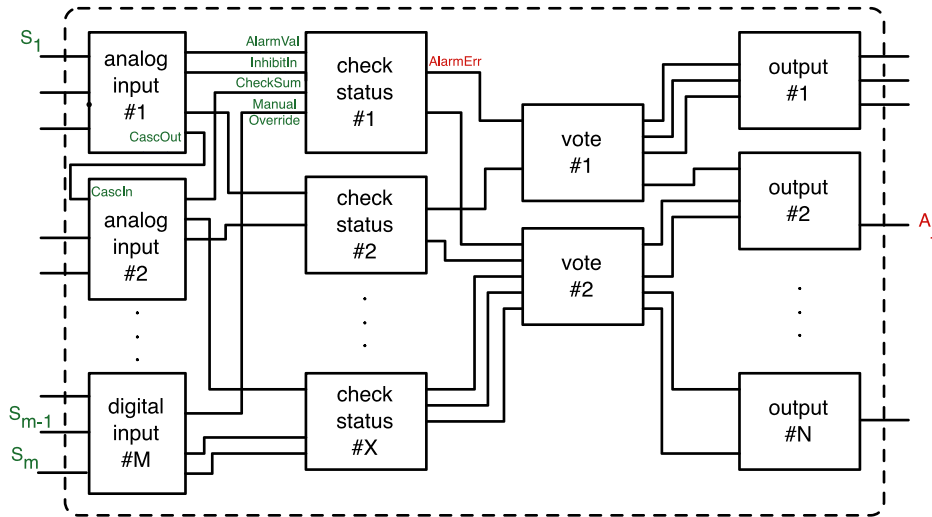 S1
analog
input
#1
CascOut
AlarmVal
InhibitIn
CheckSum
Manual
Override
check
status
#1
AlarmErr
vote
#1
output
#1
CascIn
analog
input
#2
check
status
#2
vote
#2
output
#2
A
Sm-1
Sm
digital
input
#M
check
status
#X
output
#N